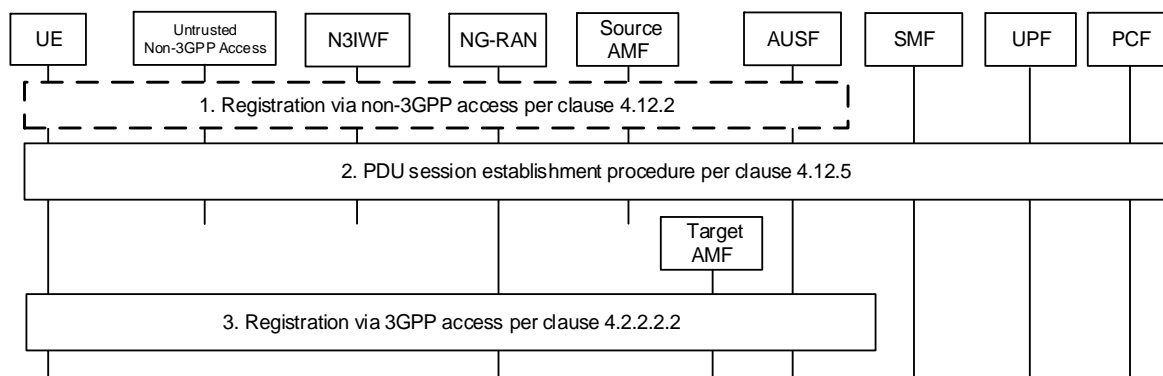 UE
Untrusted
Non-3GPP Access
N3IWF
NG-RAN
Source
AMF
AUSF
SMF
UPF
PCF
1. Registration via non-3GPP access per clause 4.12.2
2. PDU session establishment procedure per clause 4.12.5
Target
AMF
3. Registration via 3GPP access per clause 4.2.2.2.2